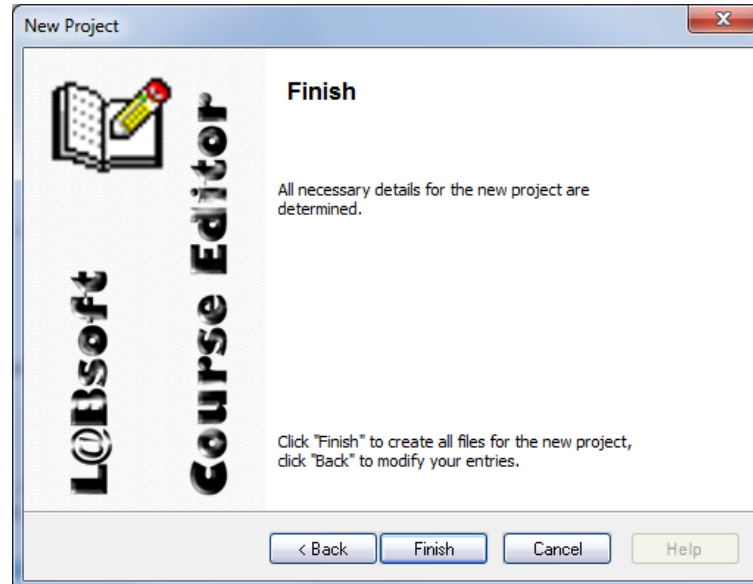 New Project
L@Bsoft
Course Editor
Finish
All necessary details for the new project are
determined.
Click "Finish" to create all files for the new project,
click "Back" to modify your entries.
< Back
Finish
Cancel
Help